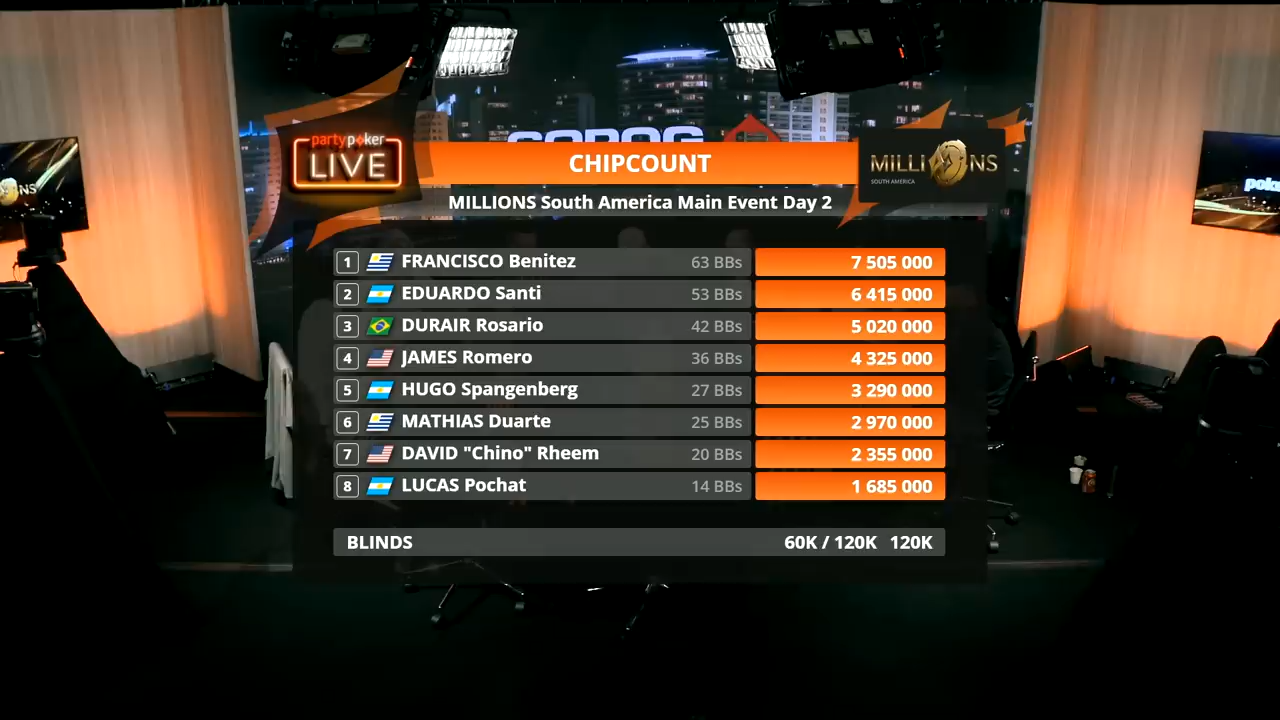 partypoker
LIVE
CHIPCOUNT
MILLIONS
SOUTH AMERICA
MILLIONS South America Main Event Day 2
1 FRANCISCO Benitez 63 BBs 7 505 000
2 EDUARDO Santi 53 BBs 6 415 000
3 DURAIR Rosario 42 BBs 5 020 000
4 JAMES Romero 36 BBs 4 325 000
5 HUGO Spangenberg 27 BBs 3 290 000
6 MATHIAS Duarte 25 BBs 2 970 000
7 DAVID "Chino" Rheem 20 BBs 2 355 000
8 LUCAS Pochat 14 BBs 1 685 000
BLINDS 60K / 120K 120K